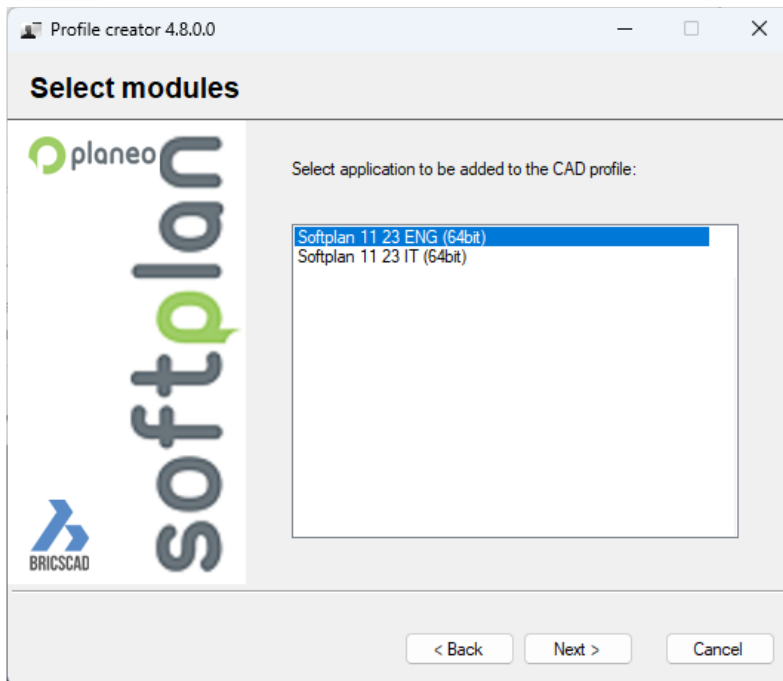 Profile creator 4.8.0.0
Select modules
planeo
softplan
BRICSCAD
Select application to be added to the CAD profile:
Softplan 11 23 ENG (64bit)
Softplan 11 23 IT (64bit)
< Back
Next >
Cancel